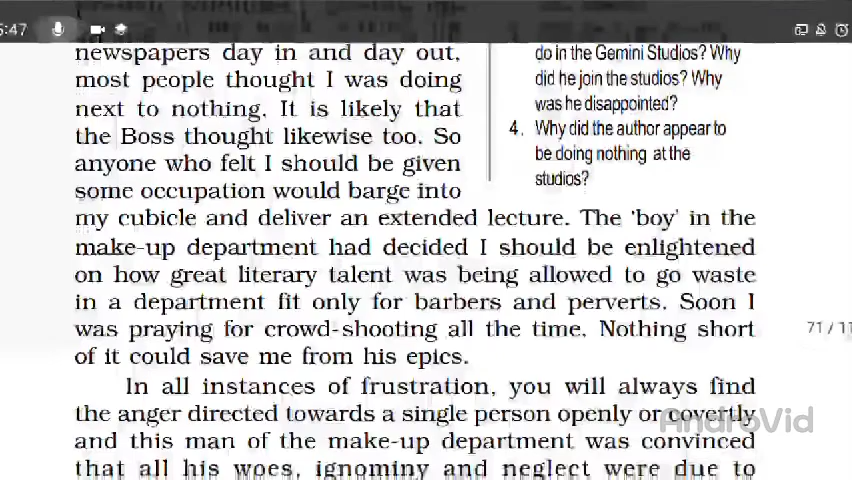 5:47
newspapers day in and day out,
most people thought I was doing
next to nothing. It is likely that
the Boss thought likewise too. So
anyone who felt I should be given
some occupation would barge into
my cubicle and deliver an extended lecture. The 'boy' in the
make-up department had decided I should be enlightened
on how great literary talent was being allowed to go waste
in a department fit only for barbers and perverts. Soon I
was praying for crowd-shooting all the time. Nothing short
of it could save me from his epics.
In all instances of frustration, you will always find
the anger directed towards a single person openly or covertly
and this man of the make-up department was convinced
that all his woes, ignominy and neglect were due to
do in the Gemini Studios? Why
did he join the studios? Why
was he disappointed?
4. Why did the author appear to
be doing nothing at the
studios?
71 / 11
AndroVid